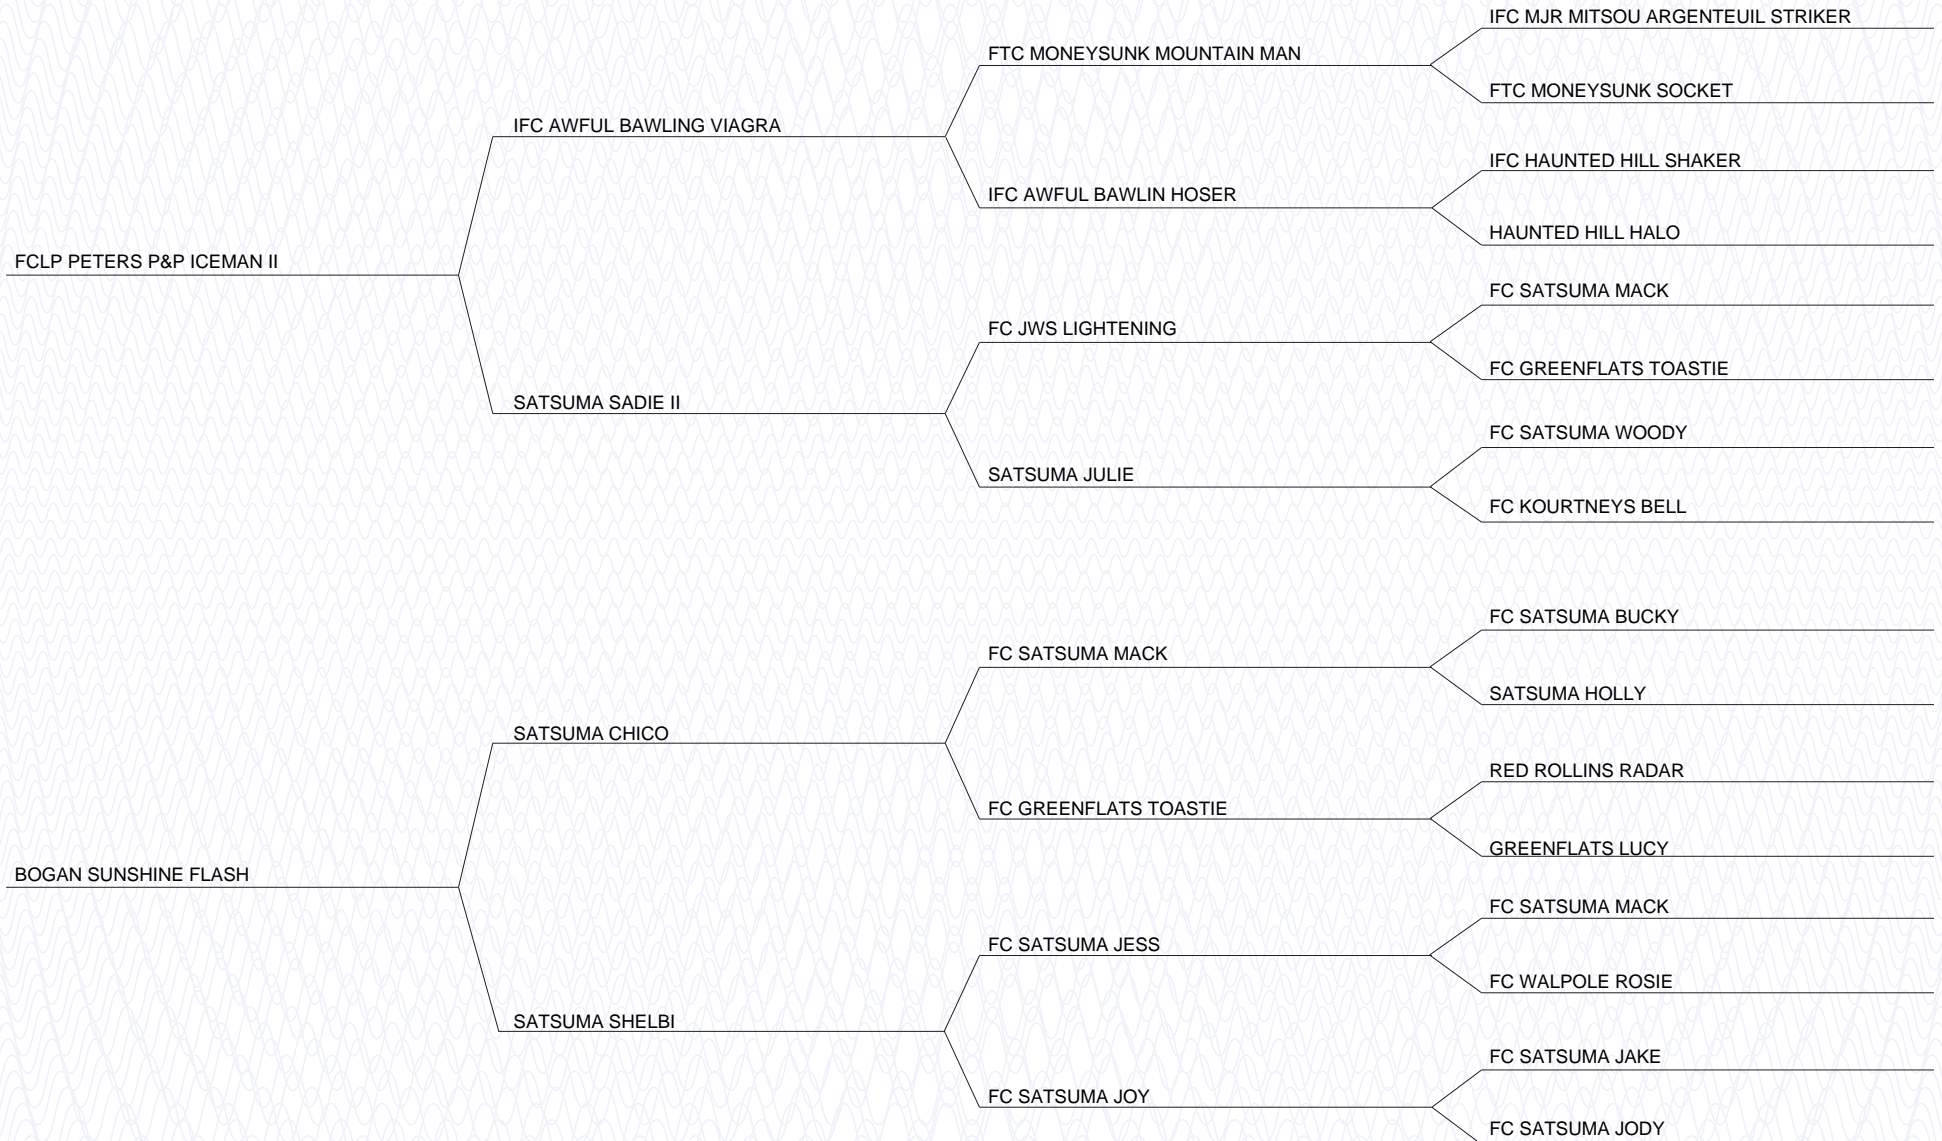 IFC MJR MITSOU ARGENTEUIL STRIKER
FTC MONEYSUNK MOUNTAIN MAN
FTC MONEYSUNK SOCKET
IFC AWFUL BAWLING VIAGRA
IFC HAUNTED HILL SHAKER
IFC AWFUL BAWLIN HOSER
HAUNTED HILL HALO
FCLP PETERS P&P ICEMAN II
FC SATSUMA MACK
FC JWS LIGHTENING
FC GREENFLATS TOASTIE
SATSUMA SADIE II
FC SATSUMA WOODY
SATSUMA JULIE
FC KOURTNEYS BELL
FC SATSUMA BUCKY
FC SATSUMA MACK
SATSUMA HOLLY
SATSUMA CHICO
RED ROLLINS RADAR
FC GREENFLATS TOASTIE
GREENFLATS LUCY
BOGAN SUNSHINE FLASH
FC SATSUMA MACK
FC SATSUMA JESS
FC WALPOLE ROSIE
SATSUMA SHELBI
FC SATSUMA JAKE
FC SATSUMA JOY
FC SATSUMA JODY